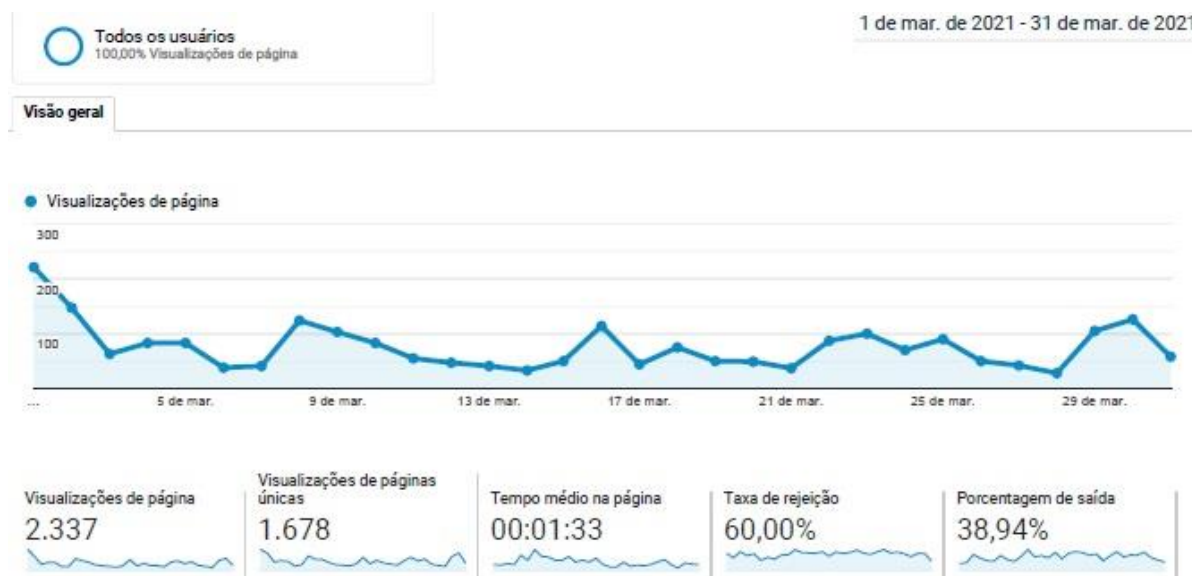 Todos os usuários
100,00% Visualizações de página
1 de mar. de 2021 - 31 de mar. de 2021
Visão geral
Visualizações de página
300
200
100
... 5 de mar. 9 de mar. 13 de mar. 17 de mar. 21 de mar. 25 de mar. 29 de mar.
Visualizações de página
2.337
Visualizações de páginas
únicas
1.678
Tempo médio na página
00:01:33
Taxa de rejeição
60,00%
Porcentagem de saída
38,94%